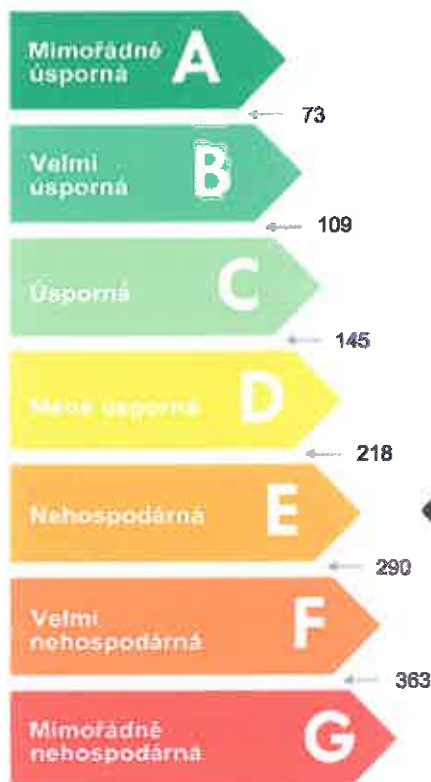 Mimořádně
úsporná
A
73
Velmi
úsporná
B
109
Úsporná
C
145
Méně úsporná
D
218
Nehospodárná
E
290
Velmi
nehospodárná
F
363
Mimořádně
nehospodárná
G